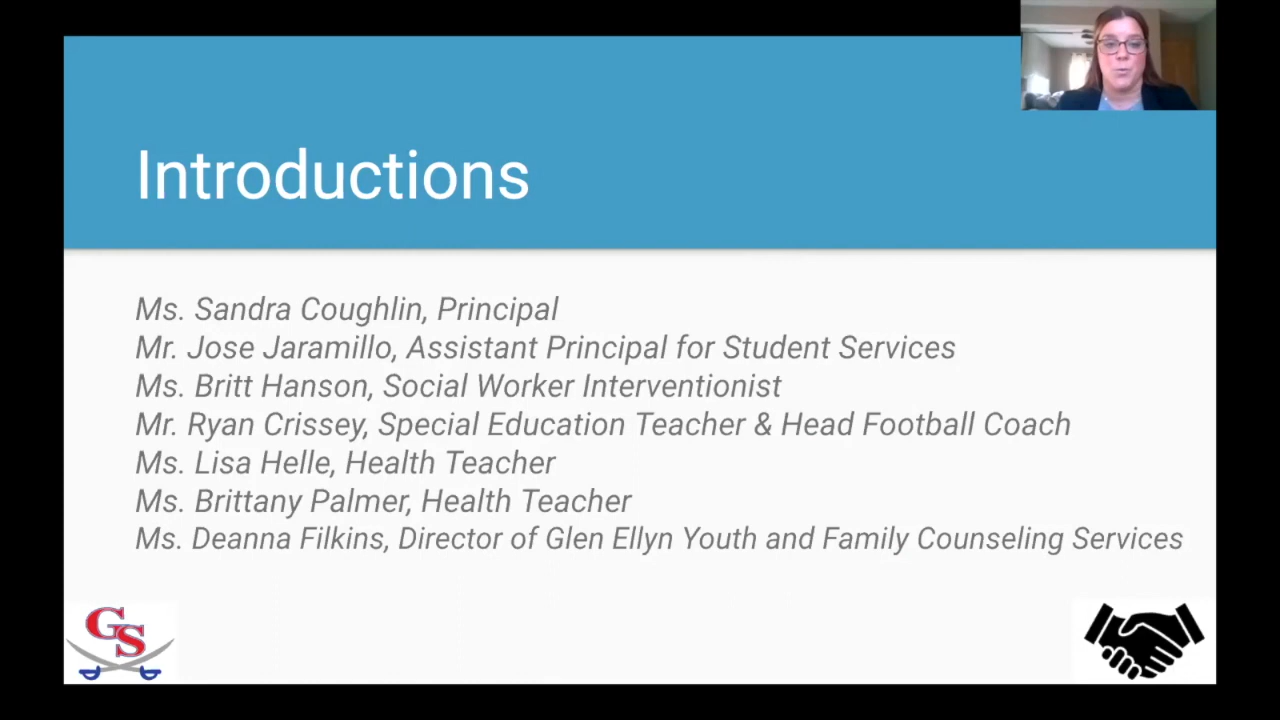 Introductions
Ms. Sandra Coughlin, Principal
Mr. Jose Jaramillo, Assistant Principal for Student Services
Ms. Britt Hanson, Social Worker Interventionist
Mr. Ryan Crissey, Special Education Teacher & Head Football Coach
Ms. Lisa Helle, Health Teacher
Ms. Brittany Palmer, Health Teacher
Ms. Deanna Filkins, Director of Glen Ellyn Youth and Family Counseling Services
GS